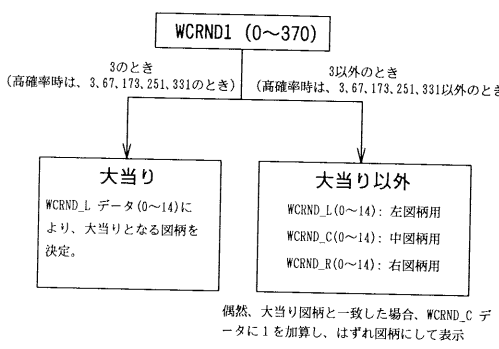 WCRND1 (0～370)
3のとき
(高確率時は、3,67,173,251,331のとき)
3以外のとき
(高確率時は、3,67,173,251,331以外のとき
大当り
WCRND_L データ(0～14)に
より、大当りとなる図柄を
決定。
大当り以外
WCRND_L(0～14): 左図柄用
WCRND_C(0～14): 中図柄用
WCRND_R(0～14): 右図柄用
偶然、大当り図柄と一致した場合、WCRND_C デ
ータに1を加算し、はずれ図柄にして表示